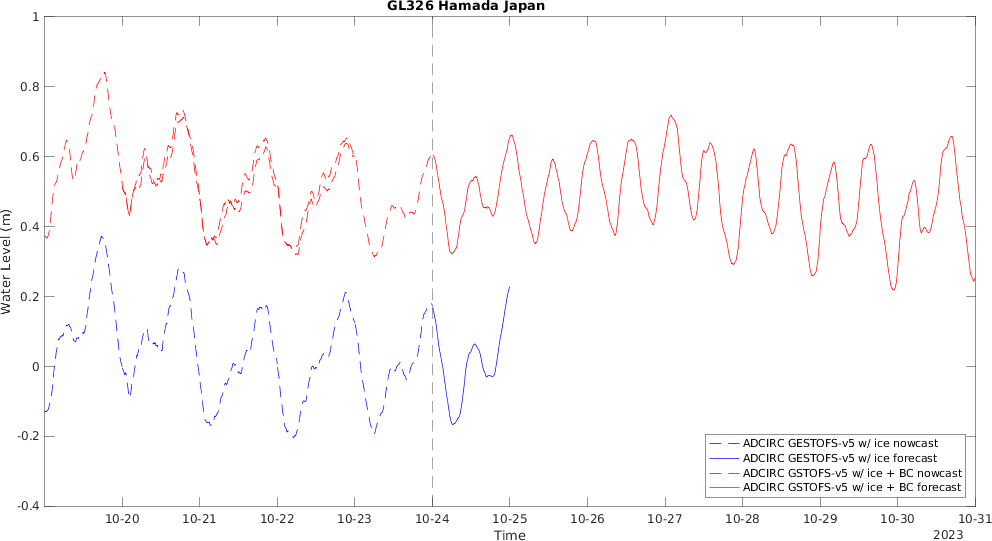 GL326 Hamada Japan
1
0.8
0.6
0.4
0.2
0
-0.2
-0.4
Water Level (m)
10-20 10-21 10-22 10-23 10-24 10-25 10-26 10-27 10-28 10-29 10-30 10-31
Time
2023
ADCIRC GESTOFS-v5 w/ ice nowcast
ADCIRC GESTOFS-v5 w/ ice forecast
ADCIRC GSTOFS-v5 w/ ice + BC nowcast
ADCIRC GSTOFS-v5 w/ ice + BC forecast